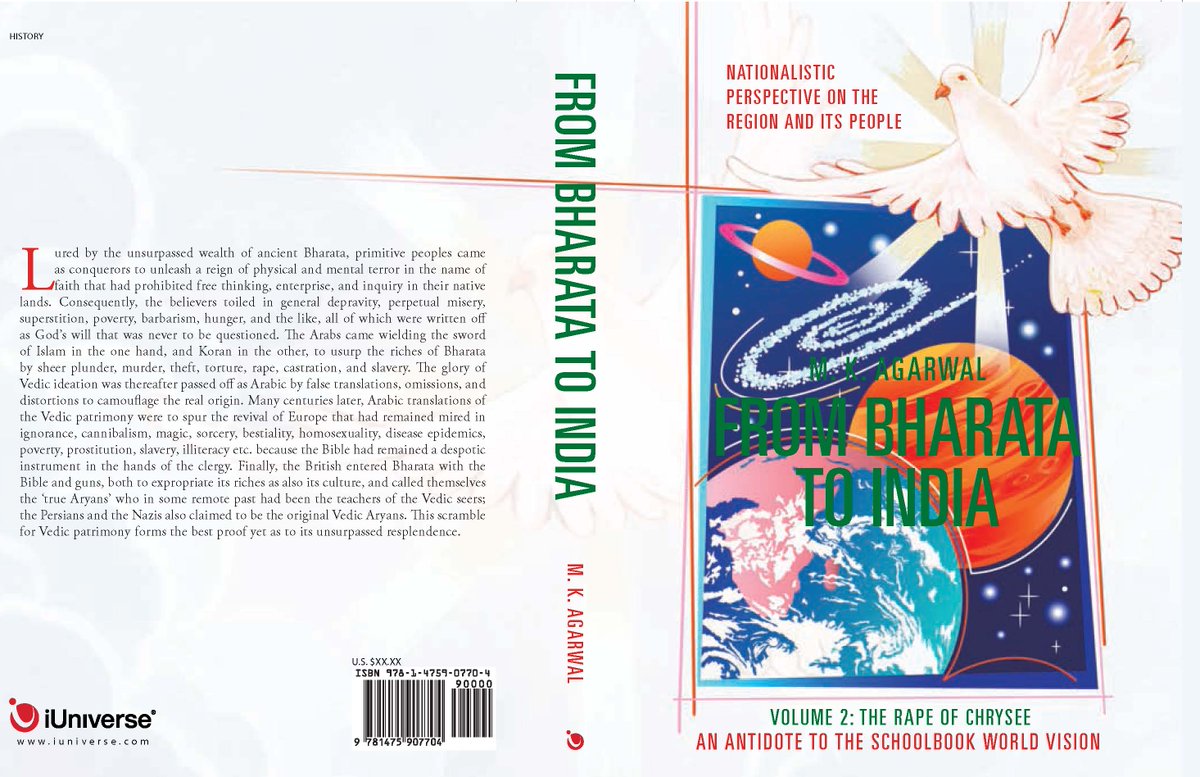 HISTORY
Lured by the unsurpassed wealth of ancient Bharata, primitive peoples came
as conquerors to unleash a reign of physical and mental terror in the name of
faith that had prohibited free thinking, enterprise, and inquiry in their native
lands. Consequently, the believers toiled in general depravity, perpetual misery,
superstition, poverty, barbarism, hunger, and the like, all of which were written off
as God's will that was never to be questioned. The Arabs came wielding the sword
of Islam in the one hand, and Koran in the other, to usurp the riches of Bharata
by sheer plunder, murder, theft, torture, rape, castration, and slavery. The glory of
Vedic ideation was thereafter passed off as Arabic by false translations, omissions, and
distortions to camouflage the real origin. Many centuries later, Arabic translations of
the Vedic patrimony were to spur the revival of Europe that had remained mired in
ignorance, cannibalism, magic, sorcery, bestiality, homosexuality, disease epidemics,
poverty, prostitution, slavery, illiteracy etc. because the Bible had remained a despotic
instrument in the hands of the clergy. Finally, the British entered Bharata with the
Bible and guns, both to expropriate its riches as also its culture, and called themselves
the 'true Aryans' who in some remote past had been the teachers of the Vedic seers;
the Persians and the Nazis also claimed to be the original Vedic Aryans. This scramble
for Vedic patrimony forms the best proof yet as to its unsurpassed resplendence.
iUniverse®
www.iuniverse.com
U.S. $XX.XX
ISBN 978-1-4759-0770-4
90000
9 781475 907704
FROM BHARATA TO INDIA
M. K. AGARWAL
NATIONALISTIC
PERSPECTIVE ON THE
REGION AND ITS PEOPLE
M. K. AGARWAL
FROM BHARATA
TO INDIA
VOLUME 2: THE RAPE OF CHRYSEE
AN ANTIDOTE TO THE SCHOOLBOOK WORLD VISION